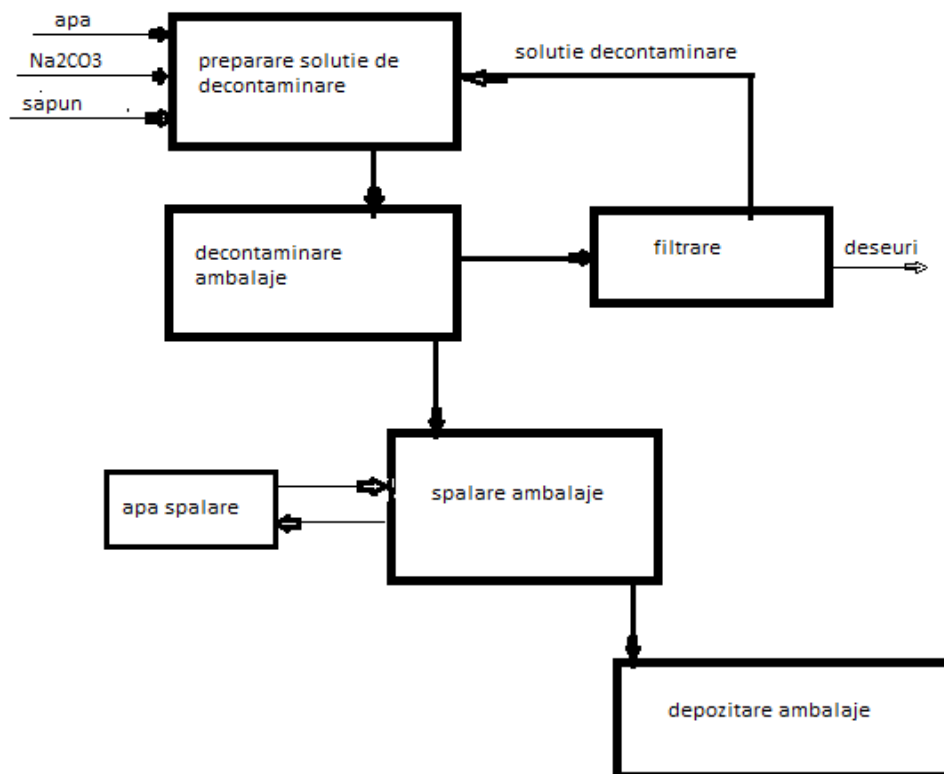 apa
Na2CO3
sapun
preparare solutie de
decontaminare
solutie decontaminare
decontaminare
ambalaje
filtrare
deseuri
apa spalare
spalare ambalaje
depozitare ambalaje